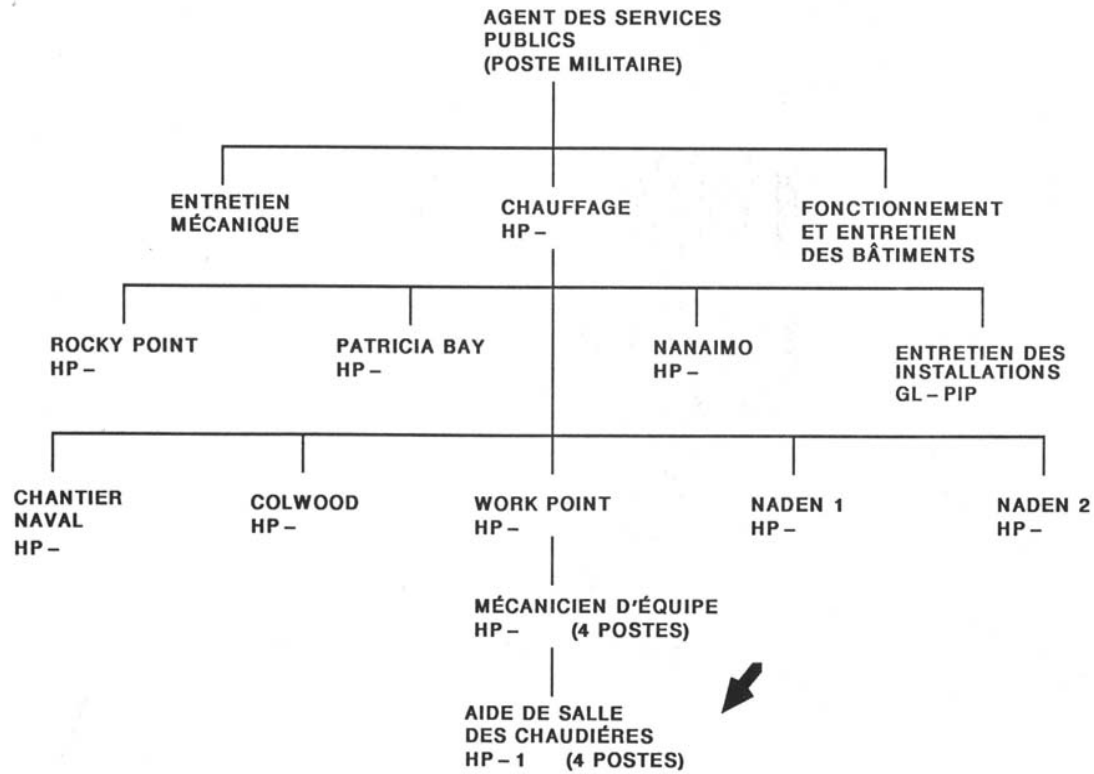 AGENT DES SERVICES
PUBLICS
(POSTE MILITAIRE)
ENTRETIEN
MÉCANIQUE
CHAUFFAGE
HP –
FONCTIONNEMENT
ET ENTRETIEN
DES BÂTIMENTS
ROCKY POINT
HP –
PATRICIA BAY
HP –
NANAIMO
HP –
ENTRETIEN DES
INSTALLATIONS
GL – PIP
CHANTIER
NAVAL
HP –
COLWOOD
HP –
WORK POINT
HP –
NADEN 1
HP –
NADEN 2
HP –
MÉCANICIEN D'ÉQUIPE
HP – (4 POSTES)
AIDE DE SALLE
DES CHAUDIÉRES
HP – 1 (4 POSTES)